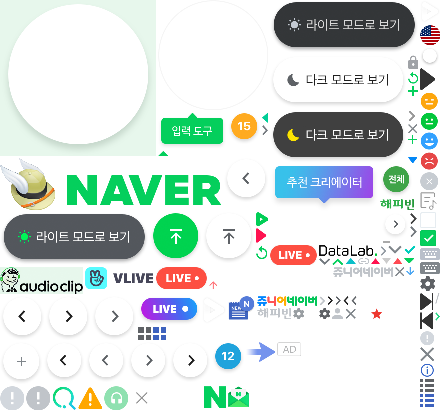 라이트 모드로 보기
다크 모드로 보기
입력 도구
15
다크 모드로 보기
추천 크리에이터
전체
해피빈
NAVER
라이트 모드로 보기
LIVE
DataLab.
쥬니어네이버
audioclip
VLIVE
LIVE
LIVE
NEW
N
쥬니어네이버
해피빈
12
AD
N